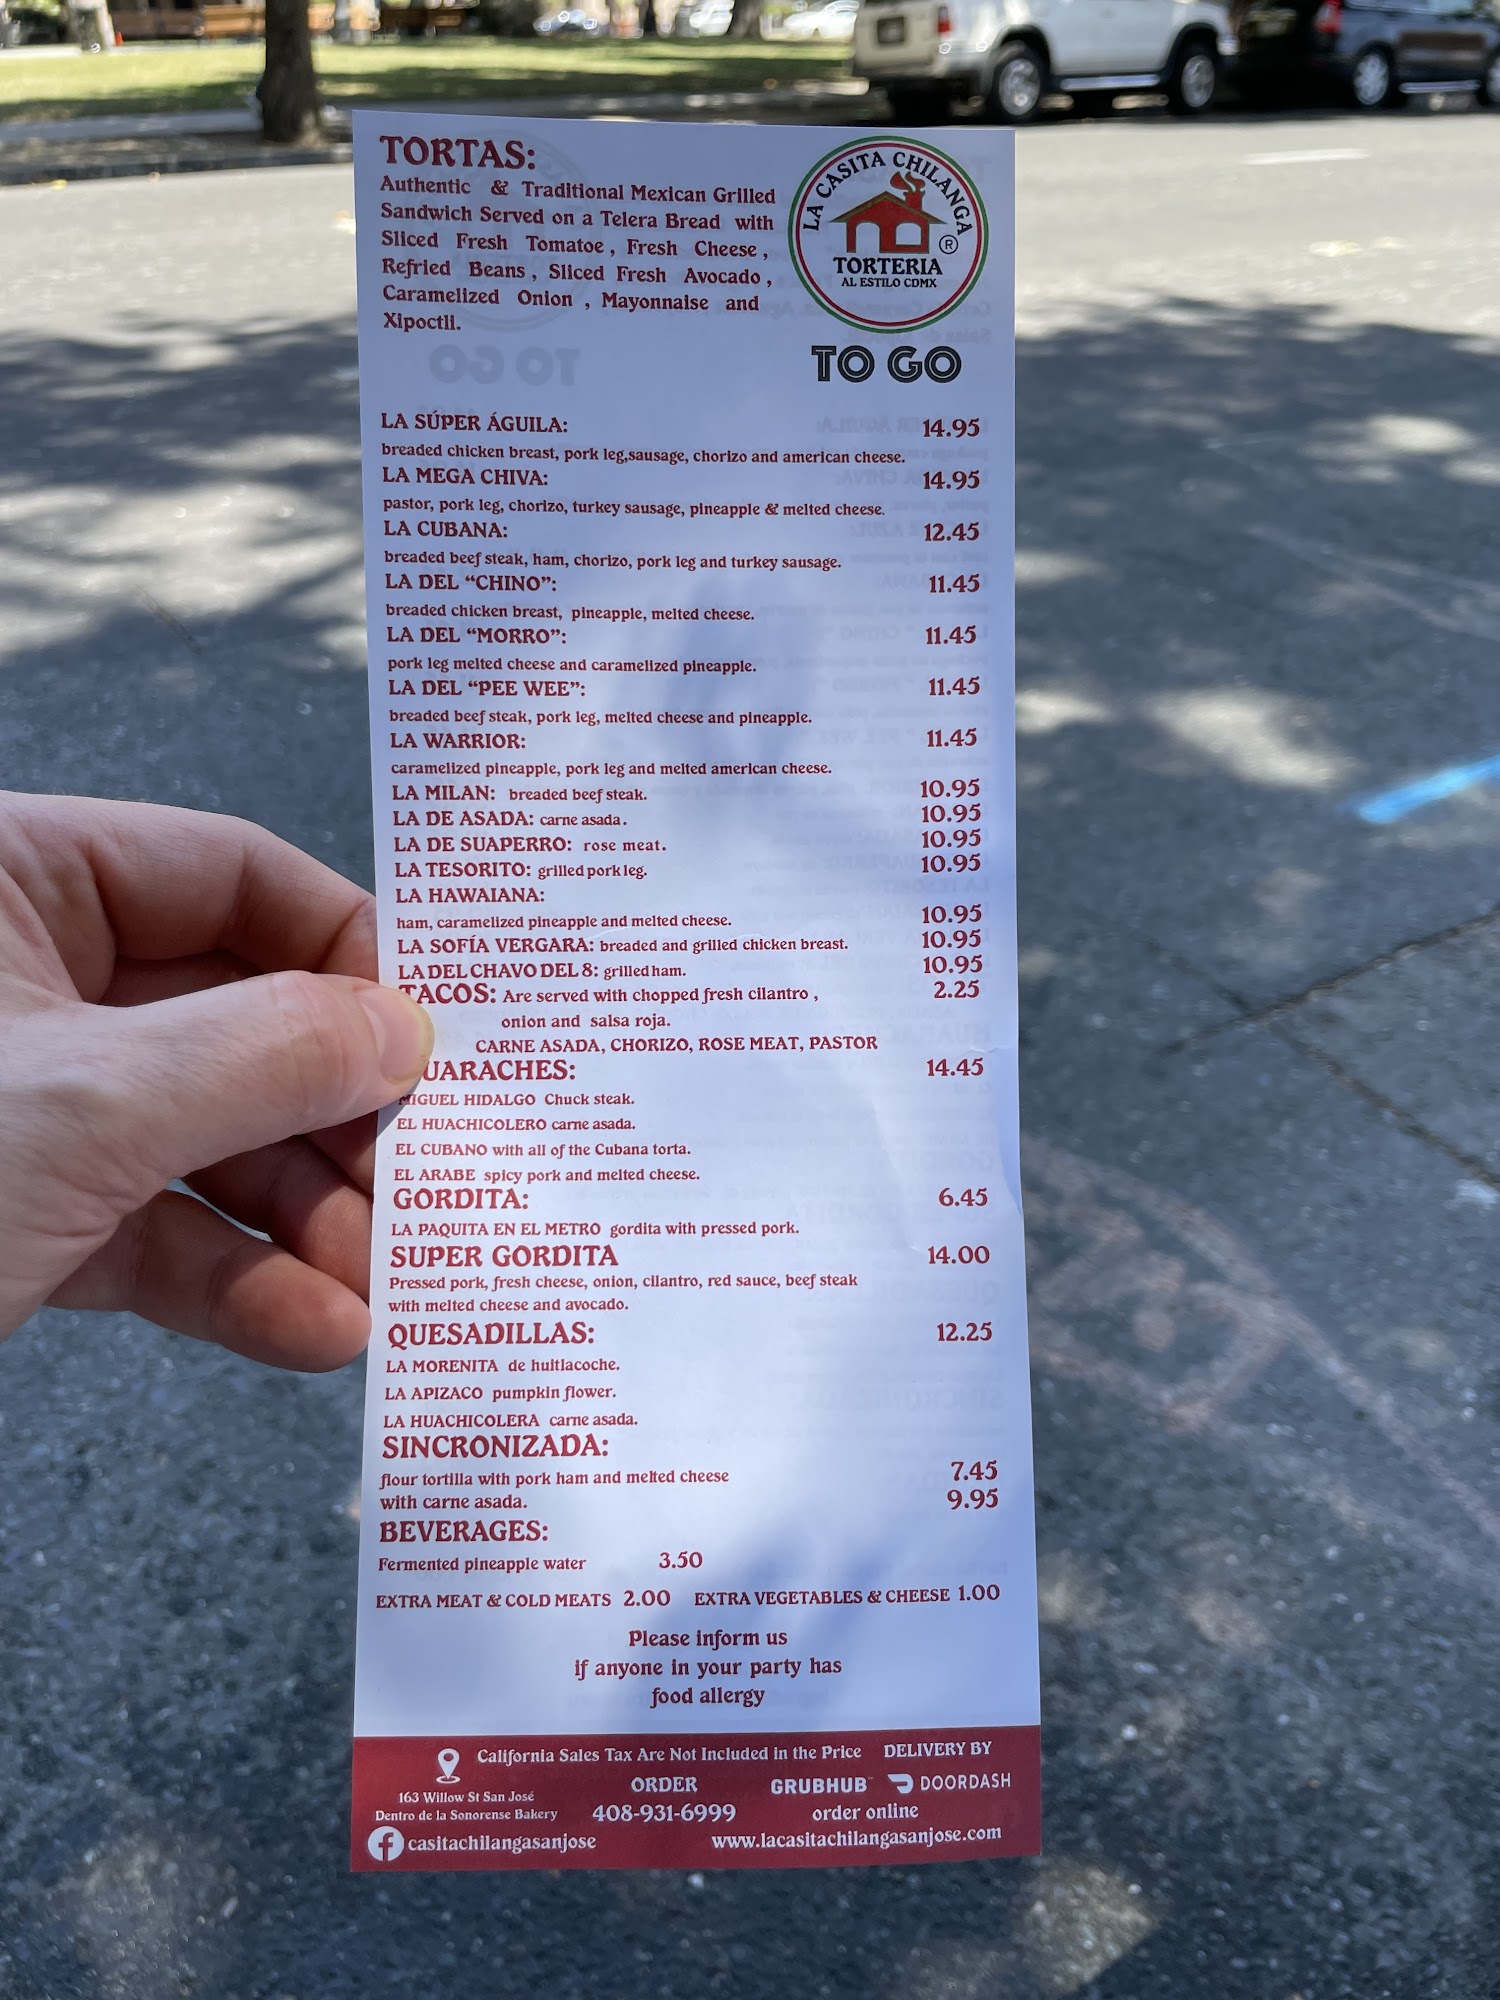 TORTAS:
Authentic & Traditional Mexican Grilled
Sandwich Served on a Telera Bread with
Sliced Fresh Tomatoe, Fresh Cheese,
Refried Beans, Sliced Fresh Avocado,
Caramelized Onion, Mayonnaise and
Xipoctli.
LA CASITA CHILANGA
®
TORTERIA
AL ESTILO CDMX
TO GO
LA SÚPER ÁGUILA: 14.95
breaded chicken breast, pork leg,sausage, chorizo and american cheese.
LA MEGA CHIVA: 14.95
pastor, pork leg, chorizo, turkey sausage, pineapple & melted cheese.
LA CUBANA: 12.45
breaded beef steak, ham, chorizo, pork leg and turkey sausage.
LA DEL “CHINO”: 11.45
breaded chicken breast, pineapple, melted cheese.
LA DEL “MORRO”: 11.45
pork leg melted cheese and caramelized pineapple.
LA DEL “PEE WEE”: 11.45
breaded beef steak, pork leg, melted cheese and pineapple.
LA WARRIOR: 11.45
caramelized pineapple, pork leg and melted american cheese.
LA MILAN: breaded beef steak. 10.95
LA DE ASADA: carne asada. 10.95
LA DE SUAPERRO: rose meat. 10.95
LA TESORITO: grilled pork leg. 10.95
LA HAWAIANA:
ham, caramelized pineapple and melted cheese. 10.95
LA SOFÍA VERGARA: breaded and grilled chicken breast. 10.95
LA DEL CHAVO DEL 8: grilled ham. 10.95
TACOS: Are served with chopped fresh cilantro, 2.25
onion and salsa roja.
CARNE ASADA, CHORIZO, ROSE MEAT, PASTOR
UARACHES: 14.45
MIGUEL HIDALGO Chuck steak.
EL HUACHICOLERO carne asada.
EL CUBANO with all of the Cubana torta.
EL ARABE spicy pork and melted cheese.
GORDITA: 6.45
LA PAQUITA EN EL METRO gordita with pressed pork.
SUPER GORDITA 14.00
Pressed pork, fresh cheese, onion, cilantro, red sauce, beef steak
with melted cheese and avocado.
QUESADILLAS: 12.25
LA MORENITA de huitlacoche.
LA APIZACO pumpkin flower.
LA HUACHICOLERA carne asada.
SINCRONIZADA:
flour tortilla with pork ham and melted cheese 7.45
with carne asada. 9.95
BEVERAGES:
Fermented pineapple water 3.50
EXTRA MEAT & COLD MEATS 2.00 EXTRA VEGETABLES & CHEESE 1.00
Please inform us
if anyone in your party has
food allergy
California Sales Tax Are Not Included in the Price DELIVERY BY
163 Willow St San José ORDER GRUBHUB DOORDASH
Dentro de la Sonorense Bakery 408-931-6999 order online
casitachilangasanjose www.lacasitachilangasanjose.com